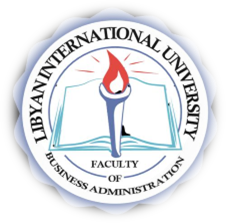 LIBYAN INTERNATIONAL UNIVERSITY
FACULTY
OF
BUSINESS ADMINISTRATION